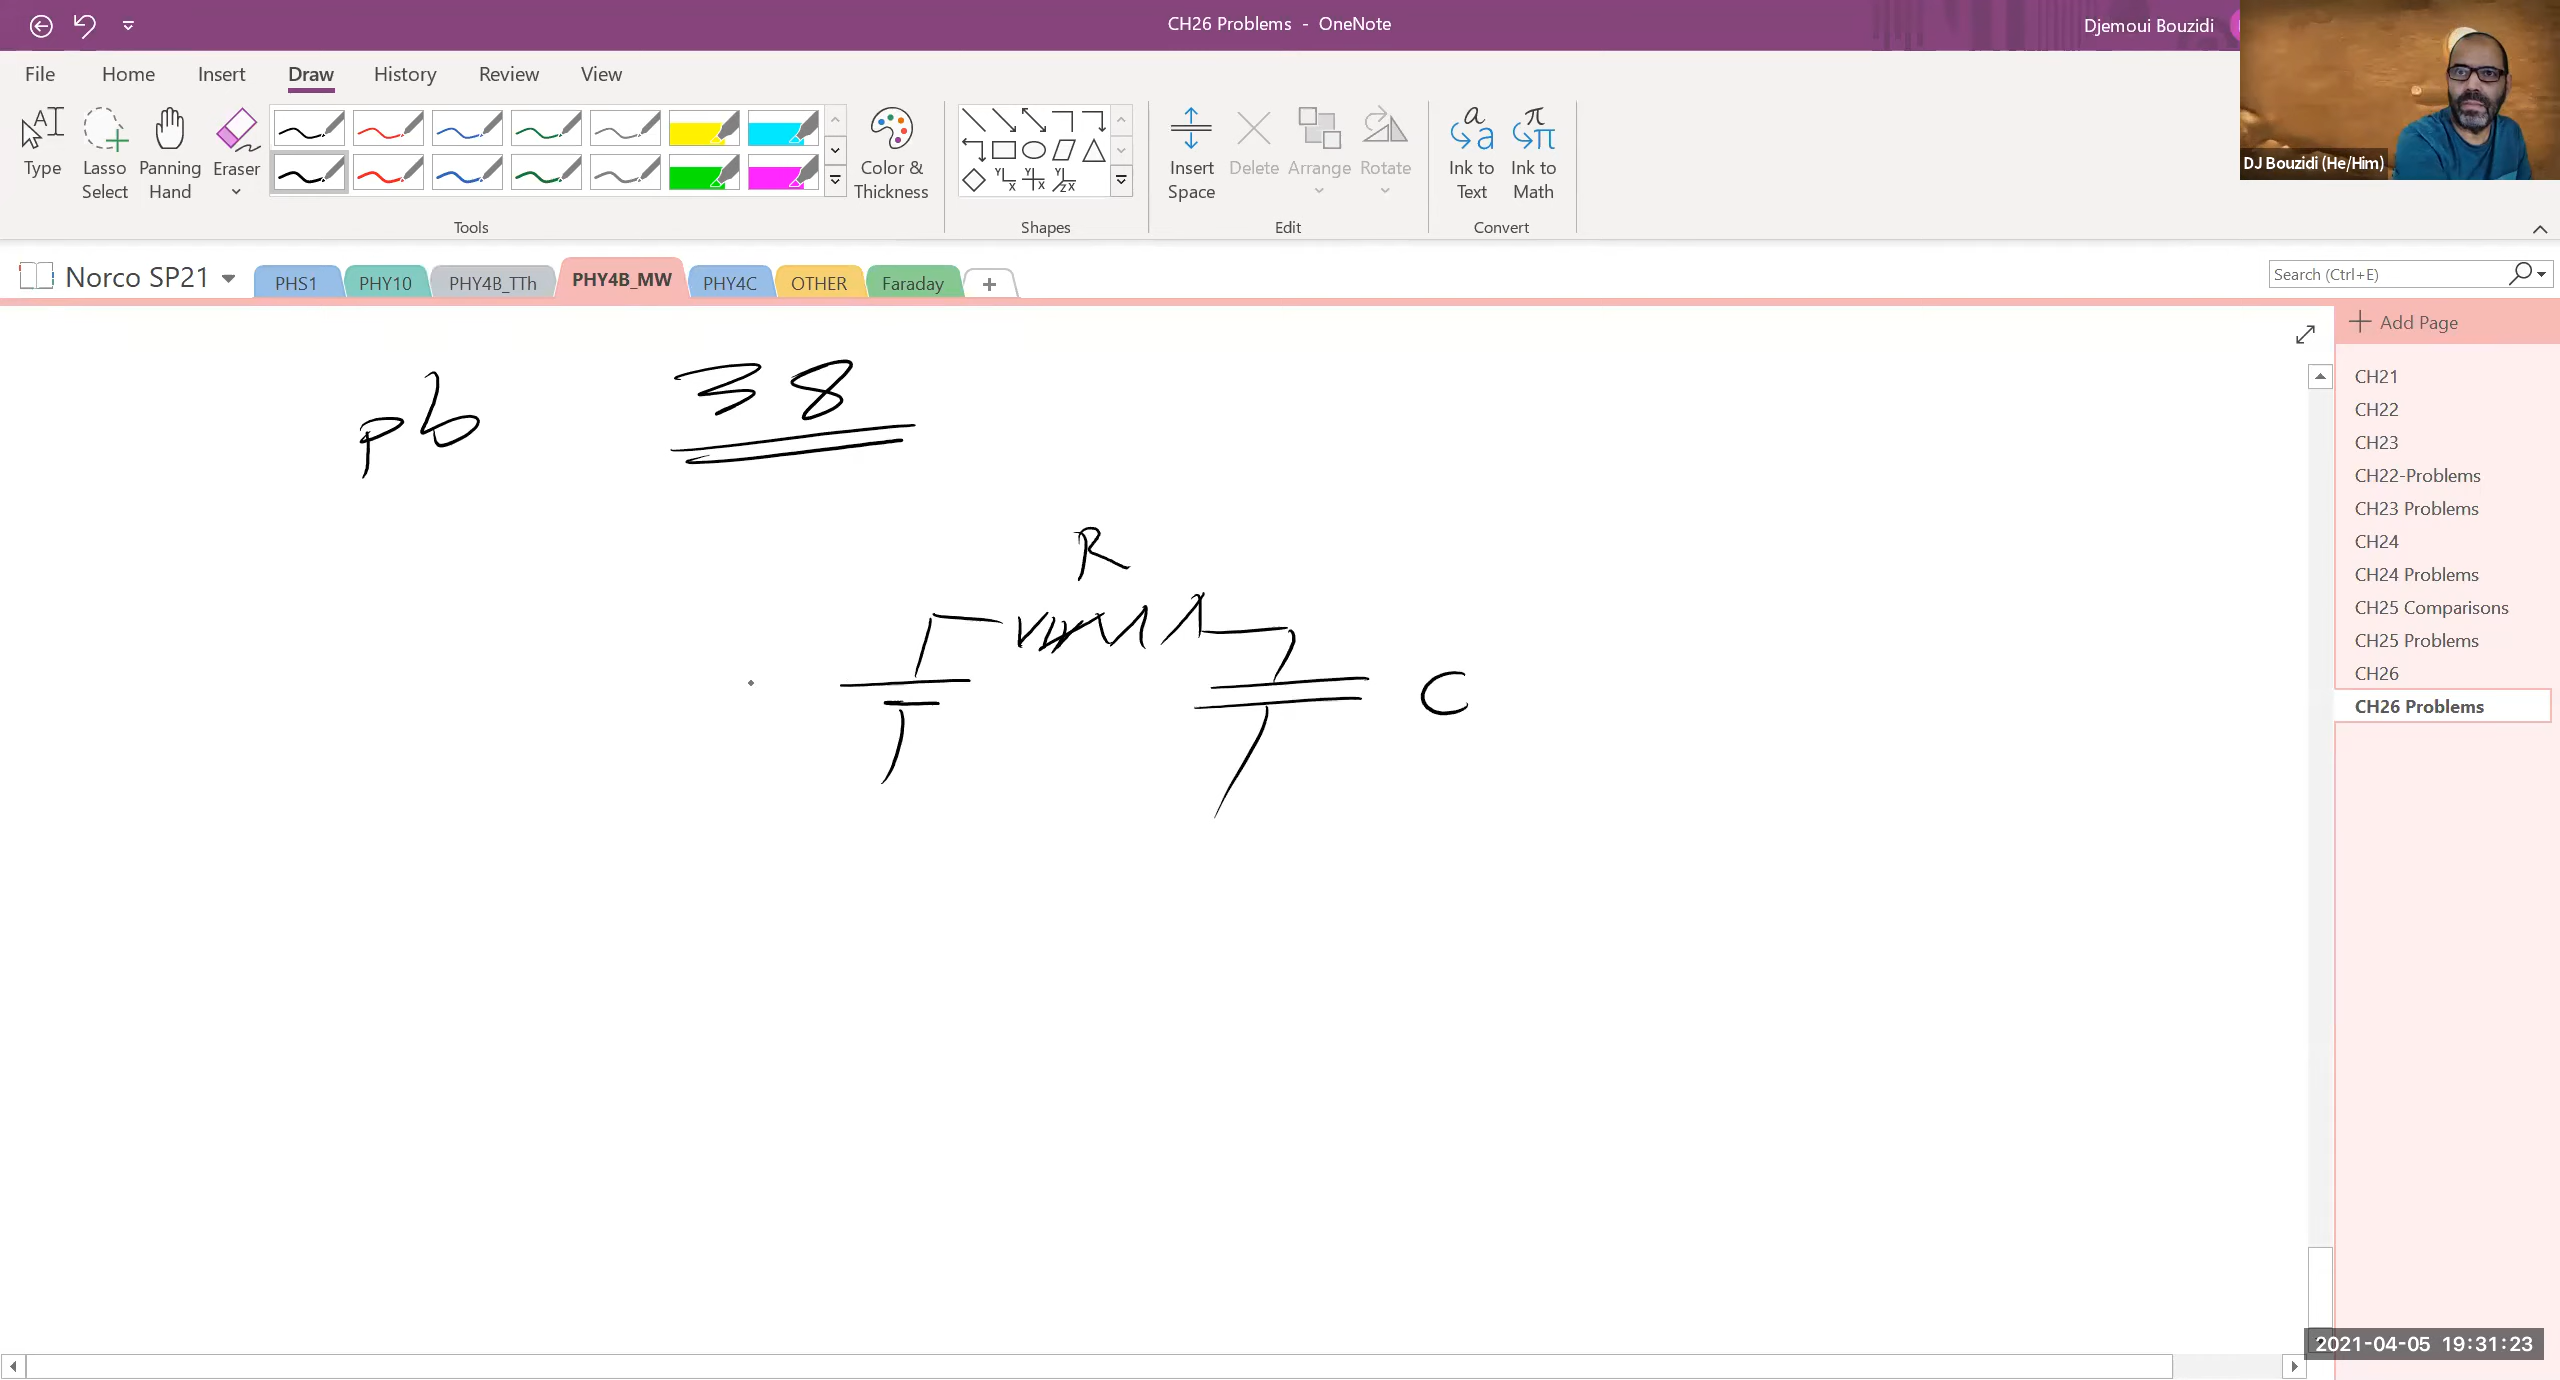 CH26 Problems - OneNote
Djemoui Bouzidi
File Home Insert Draw History Review View
Type
Lasso Select
Panning Hand
Eraser
Color & Thickness
Insert Space
Delete
Arrange
Rotate
Ink to Text
Ink to Math
Tools
Shapes
Edit
Convert
DJ Bouzidi (He/Him)
Norco SP21
PHS1 PHY10 PHY4B_TTh PHY4B_MW PHY4C OTHER Faraday
Search (Ctrl+E)
Add Page
CH21
CH22
CH23
CH22-Problems
CH23 Problems
CH24
CH24 Problems
CH25 Comparisons
CH25 Problems
CH26
CH26 Problems
pb 38
R
C
2021-04-05 19:31:23